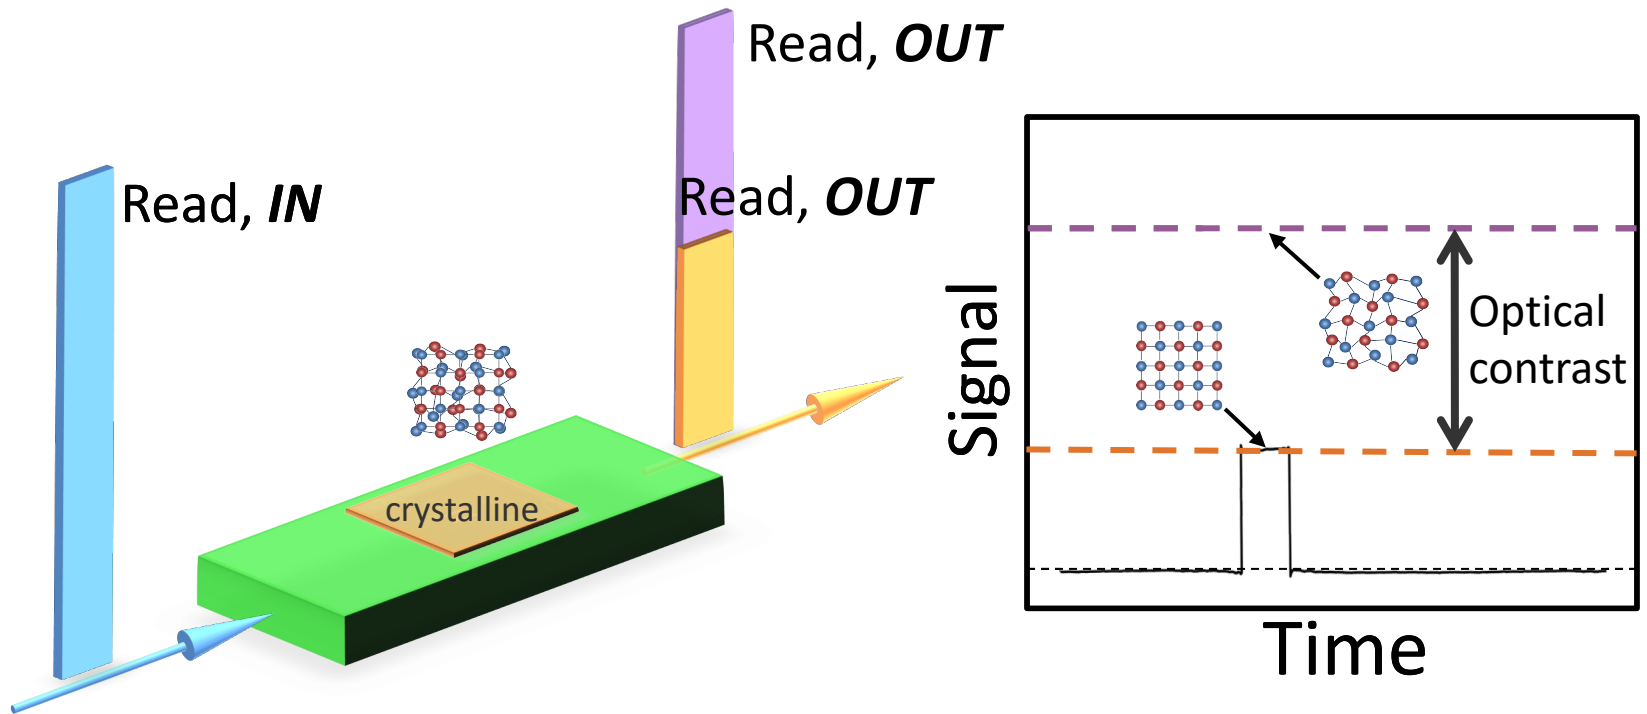 Read, OUT
Read, IN
Read, OUT
crystalline
Signal
Optical
contrast
Time